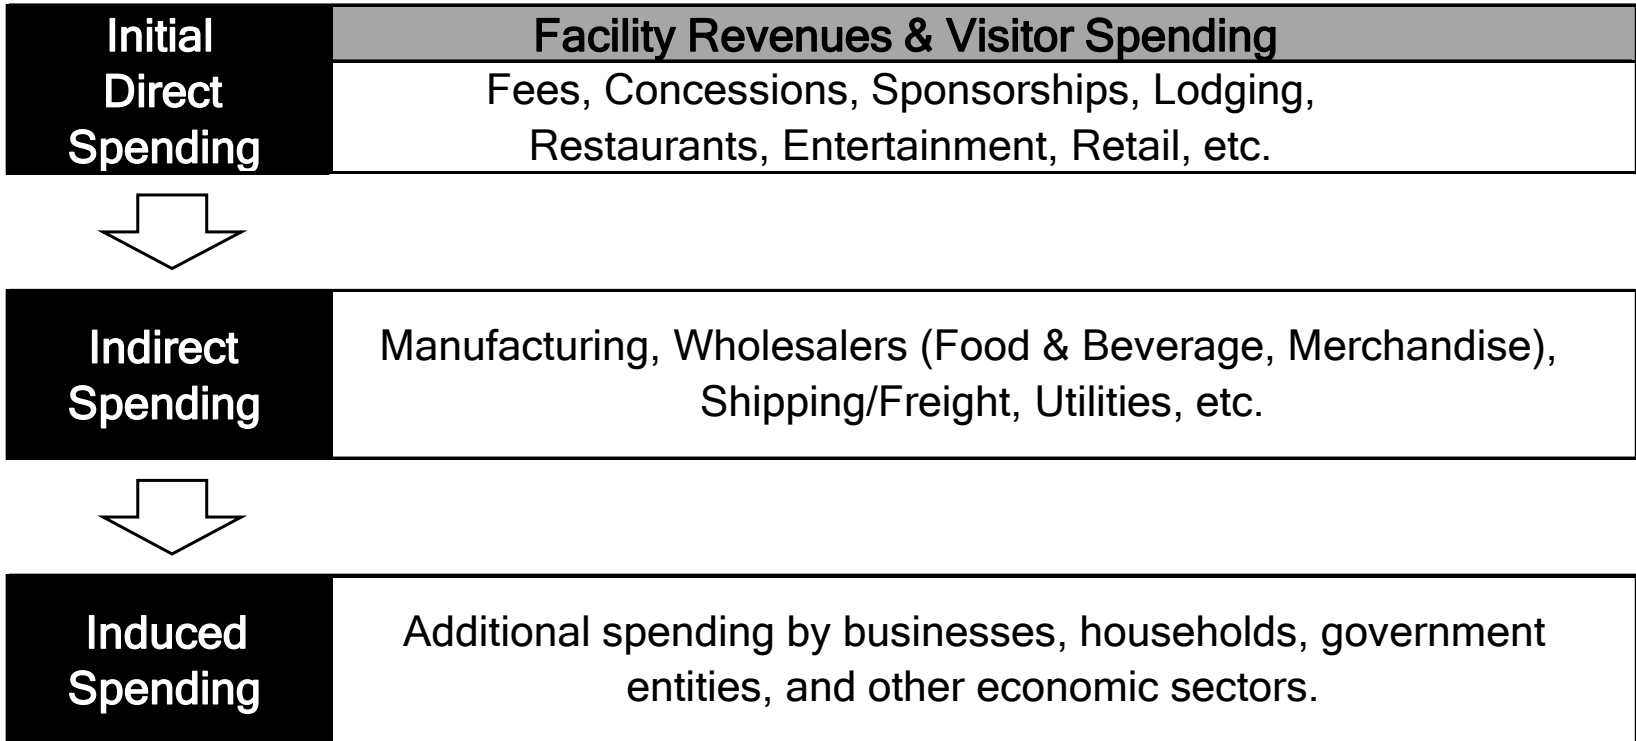 Initial
Direct
Spending
Facility Revenues & Visitor Spending
Fees, Concessions, Sponsorships, Lodging,
Restaurants, Entertainment, Retail, etc.
Indirect
Spending
Manufacturing, Wholesalers (Food & Beverage, Merchandise),
Shipping/Freight, Utilities, etc.
Induced
Spending
Additional spending by businesses, households, government
entities, and other economic sectors.